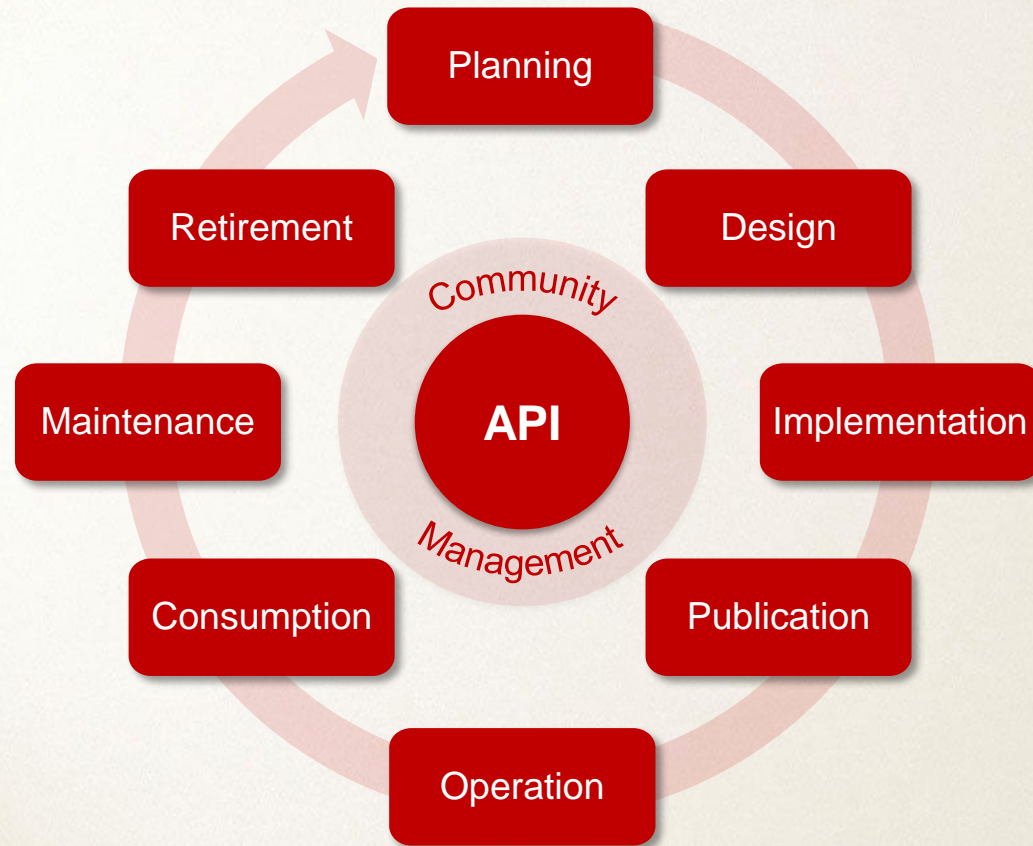 Planning
Retirement
Design
Community
API
Maintenance
Implementation
Management
Consumption
Publication
Operation